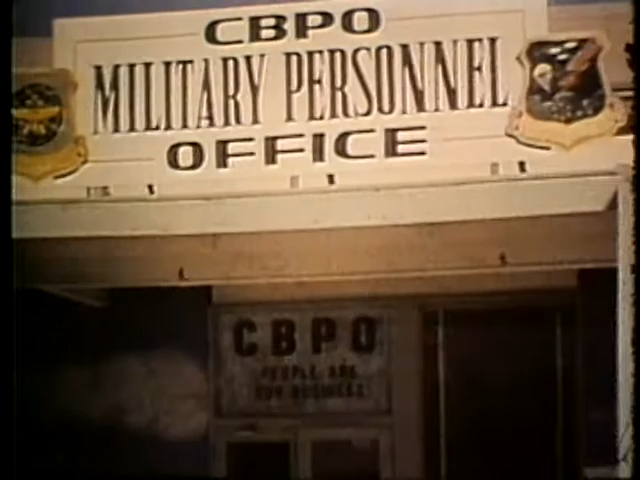 CBPO
MILITARY PERSONNEL
OFFICE
CBPO
PEOPLE ARE
OUR BUSINESS